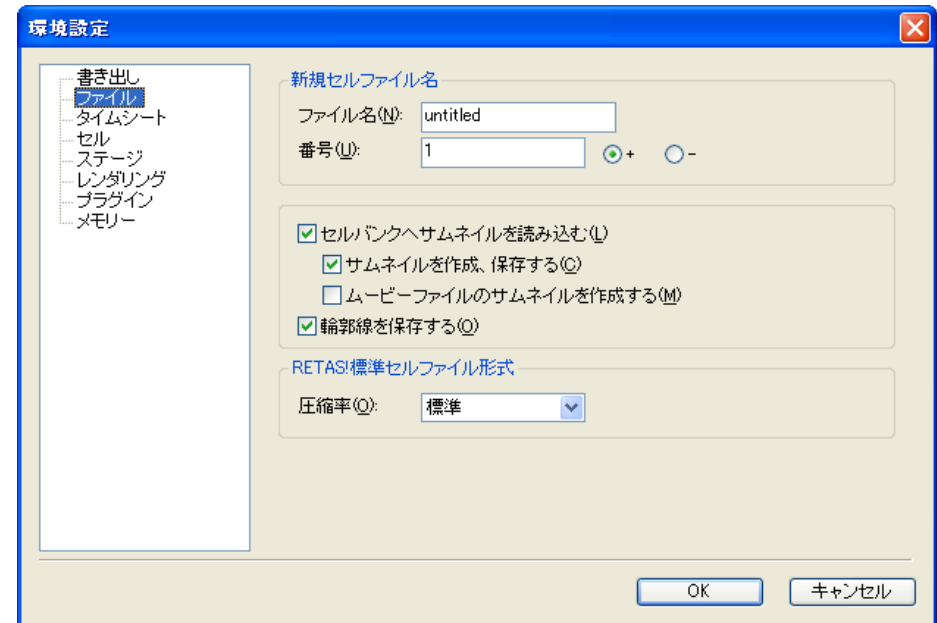 環境設定
書き出し
ファイル
タイムシート
セル
ステージ
レンダリング
プラグイン
メモリー
新規セルファイル名
ファイル名(N): untitled
番号(U): 1 + -
セルバンクへサムネイルを読み込む(L)
サムネイルを作成、保存する(C)
ムービーファイルのサムネイルを作成する(M)
輪郭線を保存する(O)
RETAS!標準セルファイル形式
圧縮率(O): 標準
OK キャンセル